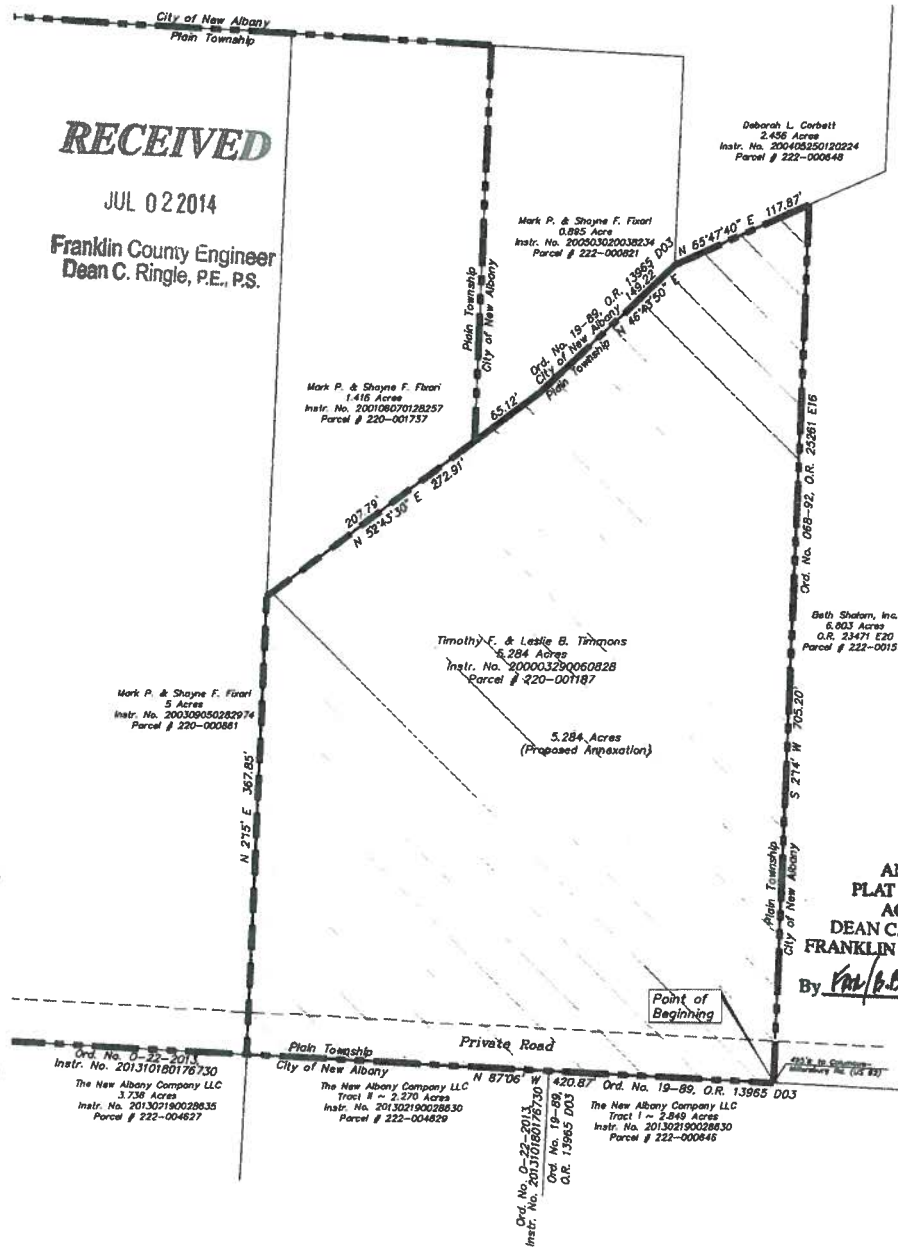 City of New Albany
Plain Township
RECEIVED
JUL 02 2014
Franklin County Engineer
Dean C. Ringle, P.E., P.S.
Deborah L. Corbett
2.456 Acres
Instr. No. 200405250120224
Parcel # 222-000648
Mark P. & Shayne F. Fixari
0.895 Acre
Instr. No. 200503020038234
Parcel # 222-000621
N 65°47'40" E 117.87'
Ord. No. 19-89, O.R. 13965 D03
City of New Albany 149.22'
Plain Township N 46°43'50" E
Plain Township
City of New Albany
Mark P. & Shayne F. Fixari
1.416 Acres
Instr. No. 200108070128257
Parcel # 220-001737
65.12'
207.79'
N 52°45'30" E 272.91'
Ord. No. 068-92, O.R. 25261 E16
Beth Shalom, Inc.
6.803 Acres
O.R. 23471 E20
Parcel # 222-0015
Timothy F. & Leslie B. Timmons
5.284 Acres
Instr. No. 200003290060828
Parcel # 220-001187
5.284 Acres
(Proposed Annexation)
Mark P. & Shayne F. Fixari
5 Acres
Instr. No. 200309050282974
Parcel # 220-000861
N 2°15' E 367.85'
S 2°14' W 705.20'
Plain Township
City of New Albany
PLAT
DEAN C.
FRANKLIN
By
Point of
Beginning
Private Road
Ord. No. O-22-2013
Instr. No. 201310180176730
The New Albany Company LLC
3.738 Acres
Instr. No. 201302190028635
Parcel # 222-004627
Plain Township
City of New Albany
The New Albany Company LLC
Tract II ~ 2.270 Acres
Instr. No. 201302190028630
Parcel # 222-004629
N 87°06' W 420.87'
Ord. No. O-22-2013
Instr. No. 201310180176730
Ord. No. 19-89,
O.R. 13965 D03
Ord. No. 19-89, O.R. 13965 D03
The New Albany Company LLC
Tract I ~ 2.849 Acres
Instr. No. 201302190028630
Parcel # 222-000646